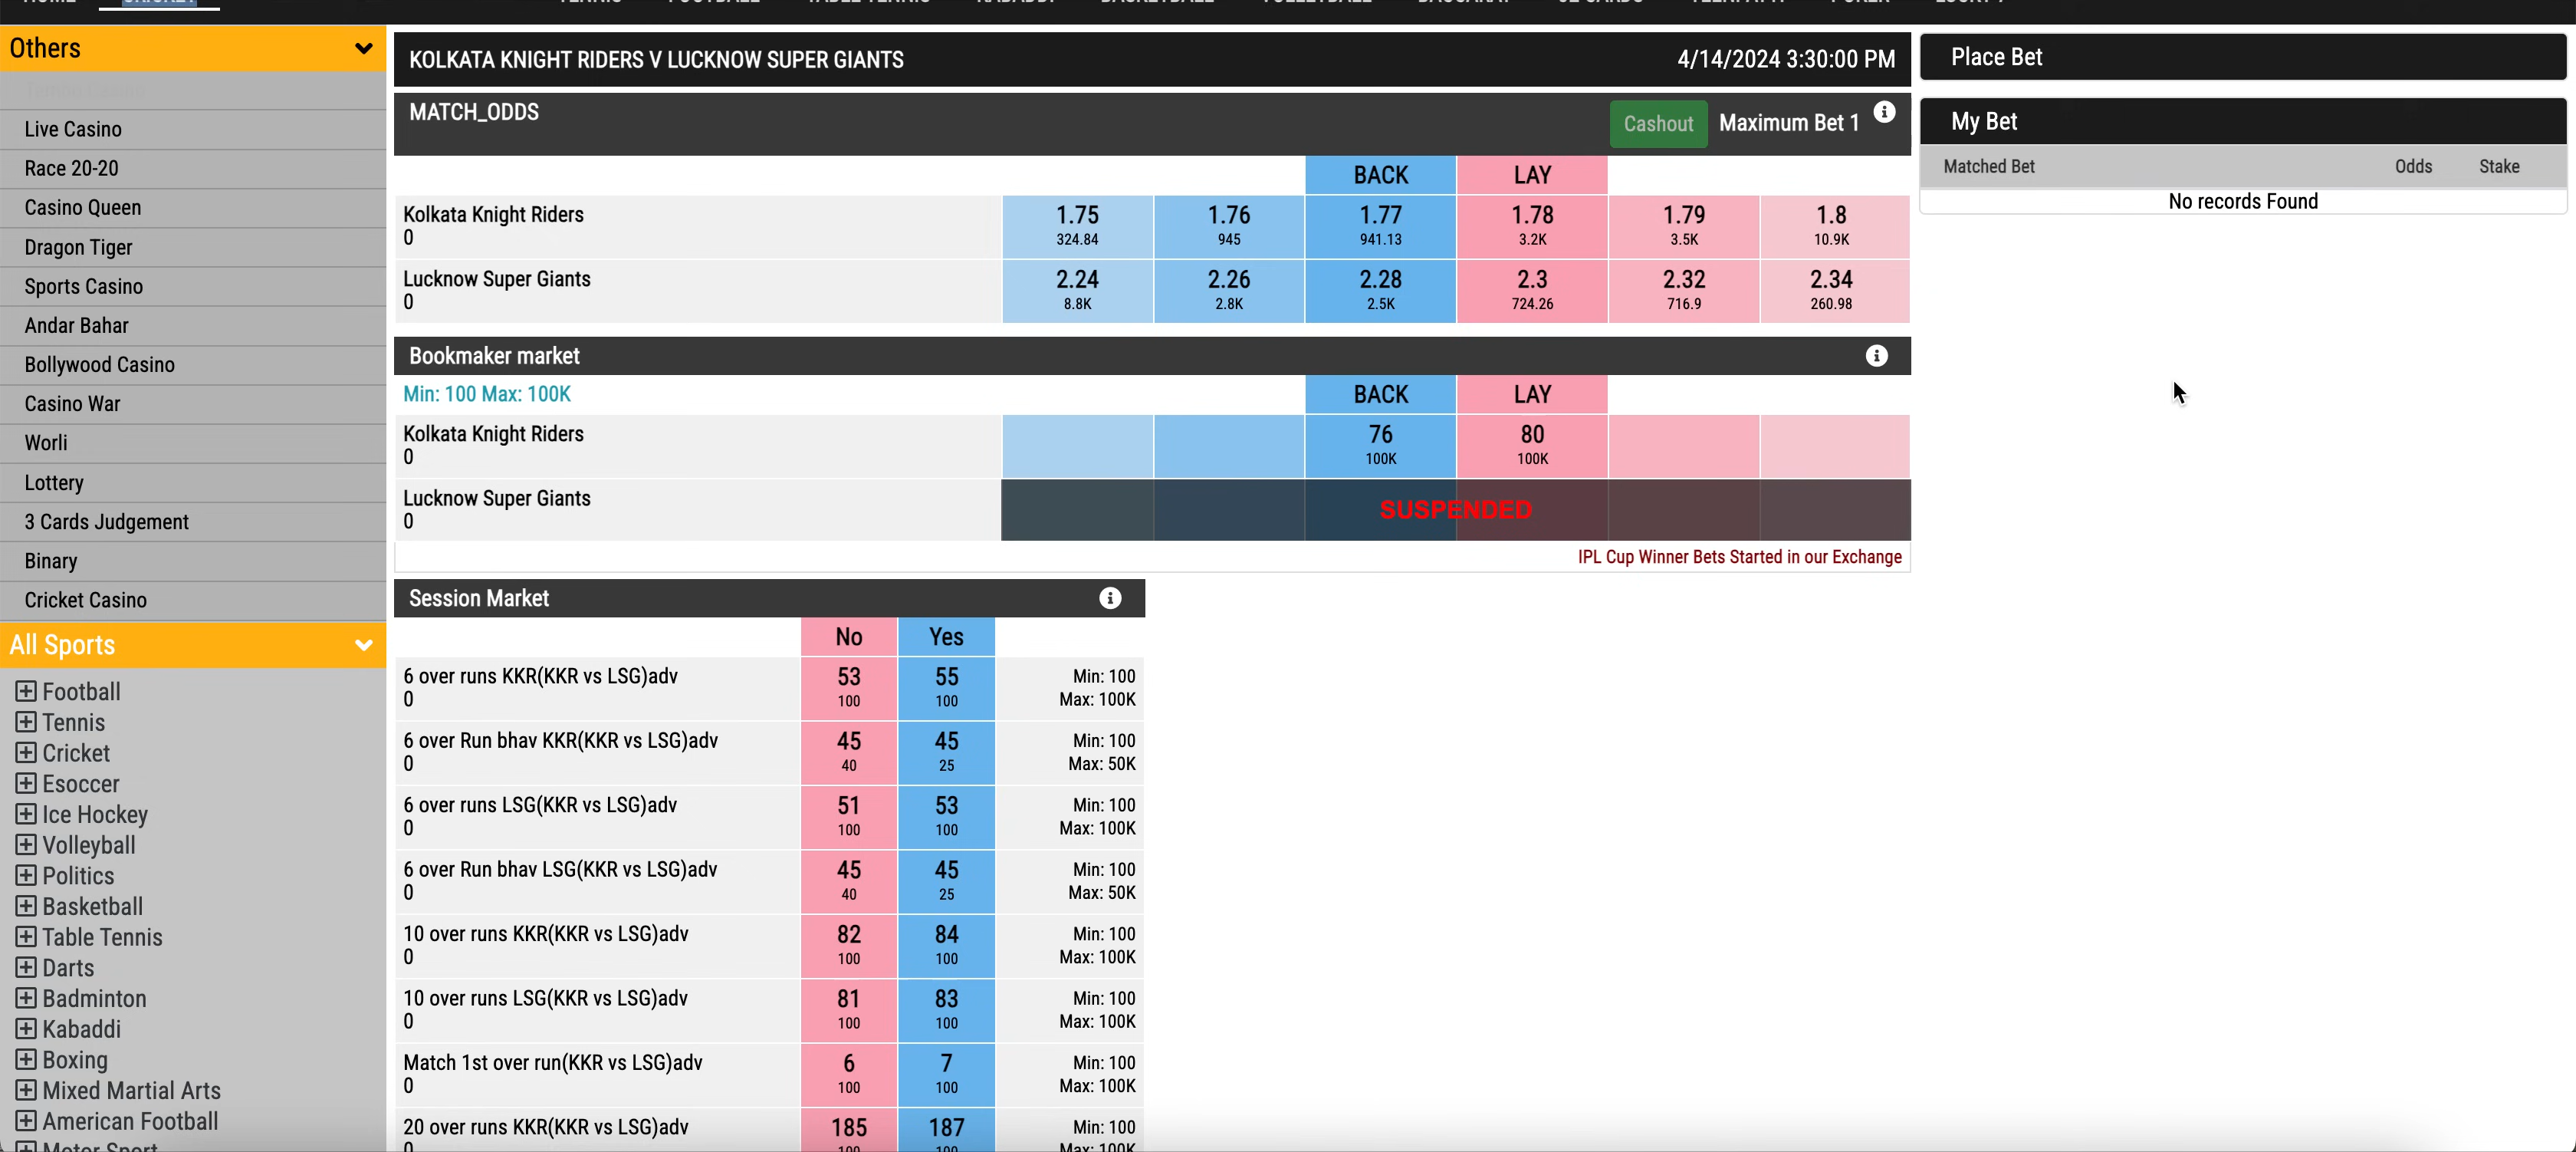 Others
Live Casino
Race 20-20
Casino Queen
Dragon Tiger
Sports Casino
Andar Bahar
Bollywood Casino
Casino War
Worli
Lottery
3 Cards Judgement
Binary
Cricket Casino
All Sports
Football
Tennis
Cricket
Esoccer
Ice Hockey
Volleyball
Politics
Basketball
Table Tennis
Darts
Badminton
Kabaddi
Boxing
Mixed Martial Arts
American Football
Motor Sport
KOLKATA KNIGHT RIDERS V LUCKNOW SUPER GIANTS 4/14/2024 3:30:00 PM
MATCH_ODDS Cashout Maximum Bet 1
BACK LAY
Kolkata Knight Riders 1.75 1.76 1.77 1.78 1.79 1.8
0 324.84 945 941.13 3.2K 3.5K 10.9K
Lucknow Super Giants 2.24 2.26 2.28 2.3 2.32 2.34
0 8.8K 2.8K 2.5K 724.26 716.9 260.98
Bookmaker market
Min: 100 Max: 100K BACK LAY
Kolkata Knight Riders 76 80
0 100K 100K
Lucknow Super Giants
0 SUSPENDED
IPL Cup Winner Bets Started in our Exchange
Session Market
No Yes
6 over runs KKR(KKR vs LSG)adv 53 55 Min: 100
0 100 100 Max: 100K
6 over Run bhav KKR(KKR vs LSG)adv 45 45 Min: 100
0 40 25 Max: 50K
6 over runs LSG(KKR vs LSG)adv 51 53 Min: 100
0 100 100 Max: 100K
6 over Run bhav LSG(KKR vs LSG)adv 45 45 Min: 100
0 40 25 Max: 50K
10 over runs KKR(KKR vs LSG)adv 82 84 Min: 100
0 100 100 Max: 100K
10 over runs LSG(KKR vs LSG)adv 81 83 Min: 100
0 100 100 Max: 100K
Match 1st over run(KKR vs LSG)adv 6 7 Min: 100
0 100 100 Max: 100K
20 over runs KKR(KKR vs LSG)adv 185 187 Min: 100
0 100 100 Max: 100K
Place Bet
My Bet
Matched Bet Odds Stake
No records Found